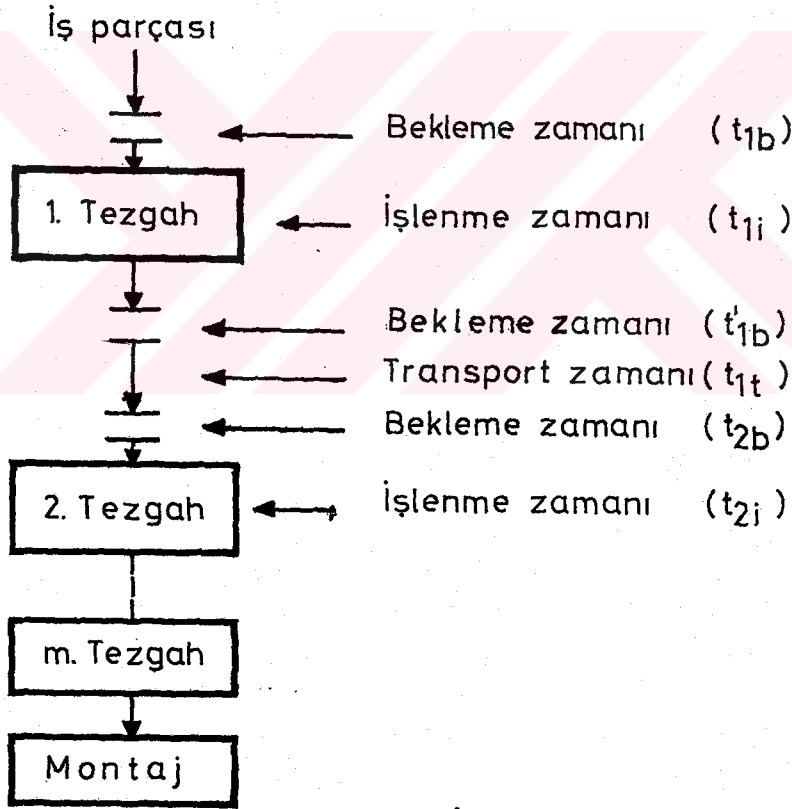 İş parçası
Bekleme zamanı (t1b)
1. Tezgah
İşlenme zamanı (t1i)
Bekleme zamanı (t'1b)
Transport zamanı (t1t)
Bekleme zamanı (t2b)
2. Tezgah
İşlenme zamanı (t2i)
m. Tezgah
Montaj